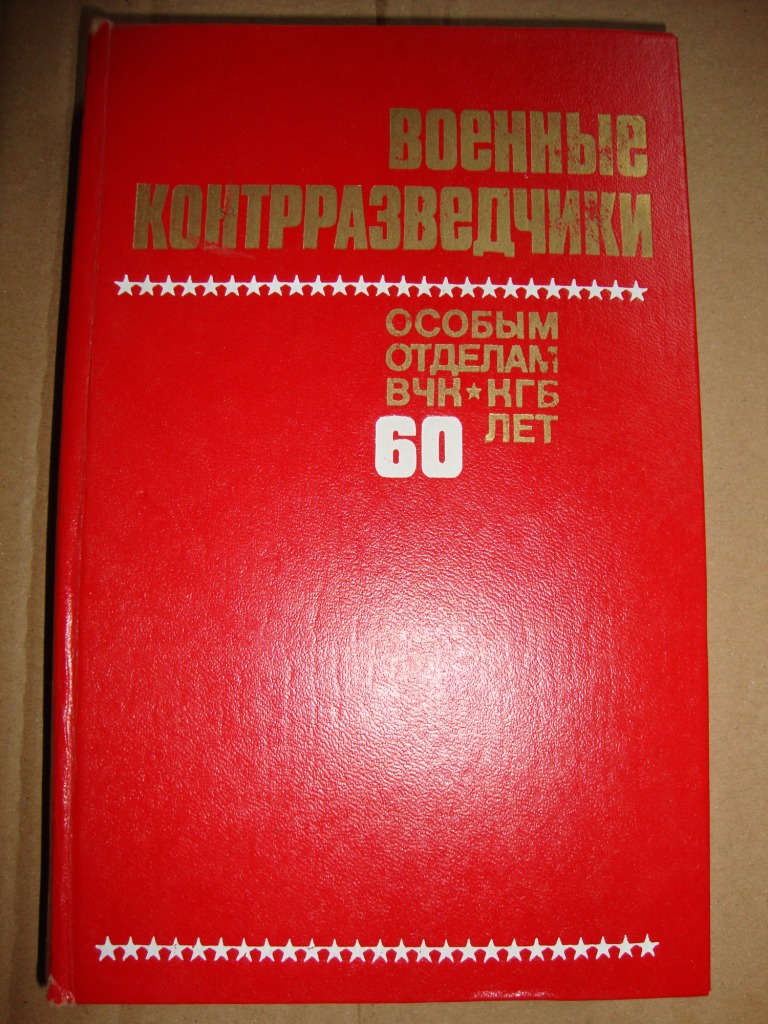 ВОЕННЫЕ
КОНТРРАЗВЕДЧИКИ
ОСОБЫМ
ОТДЕЛАМ
ВЧК★КГБ
60 ЛЕТ